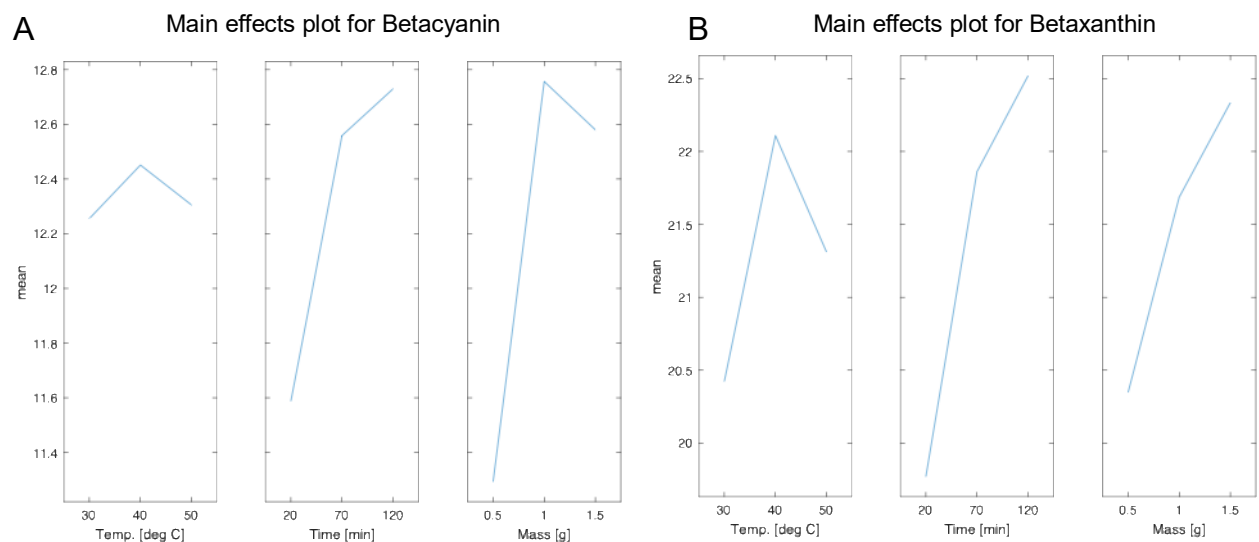 A
Main effects plot for Betacyanin
mean
12.8
12.6
12.4
12.2
12
11.8
11.6
11.4
30 40 50
Temp. [deg C]
20 70 120
Time [min]
0.5 1 1.5
Mass [g]
B
Main effects plot for Betaxanthin
mean
22.5
22
21.5
21
20.5
20
30 40 50
Temp. [deg C]
20 70 120
Time [min]
0.5 1 1.5
Mass [g]